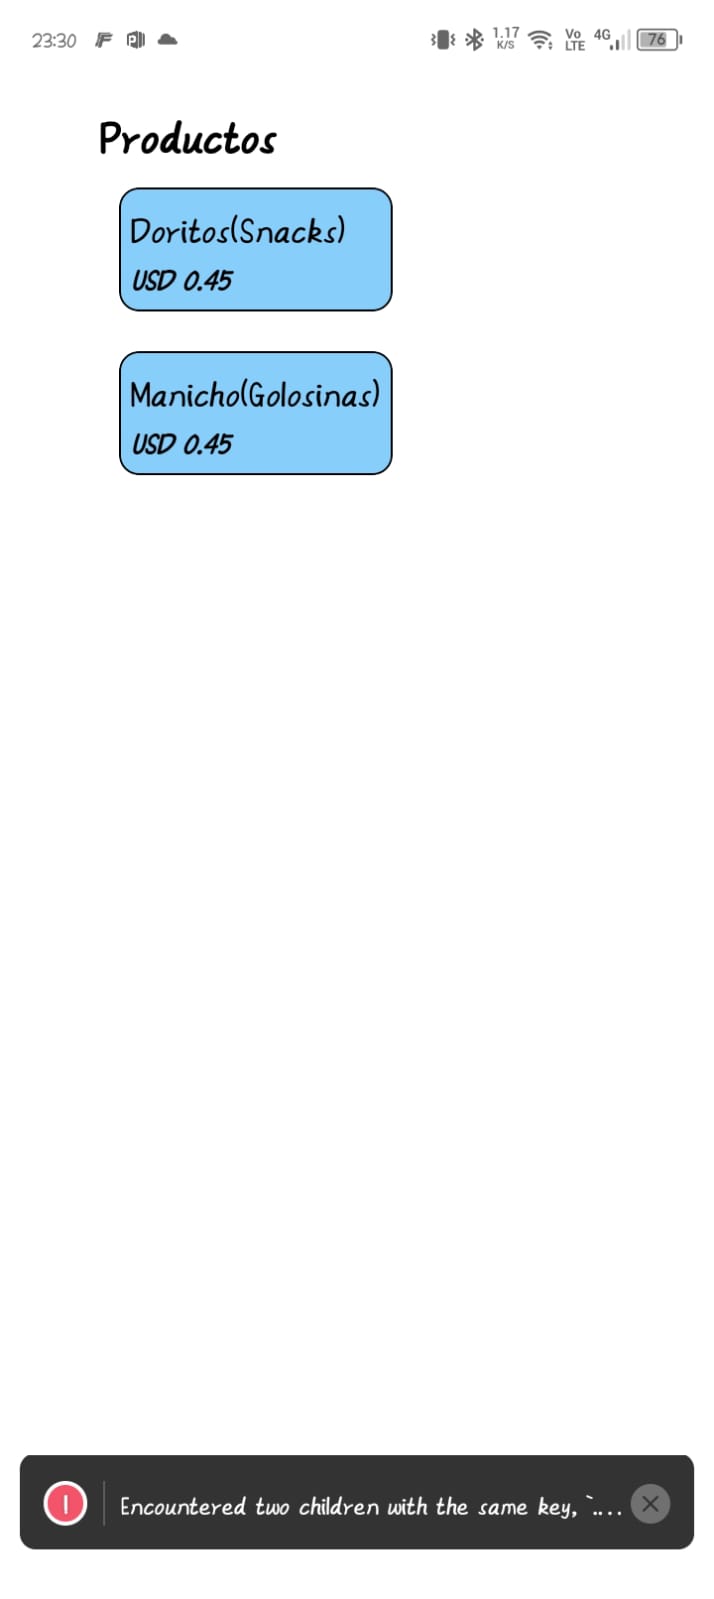 23:30 1.17 K/S Vo LTE 4G 76
Productos
Doritos(Snacks)
USD 0.45
Manicho(Golosinas)
USD 0.45
Encountered two children with the same key, `....